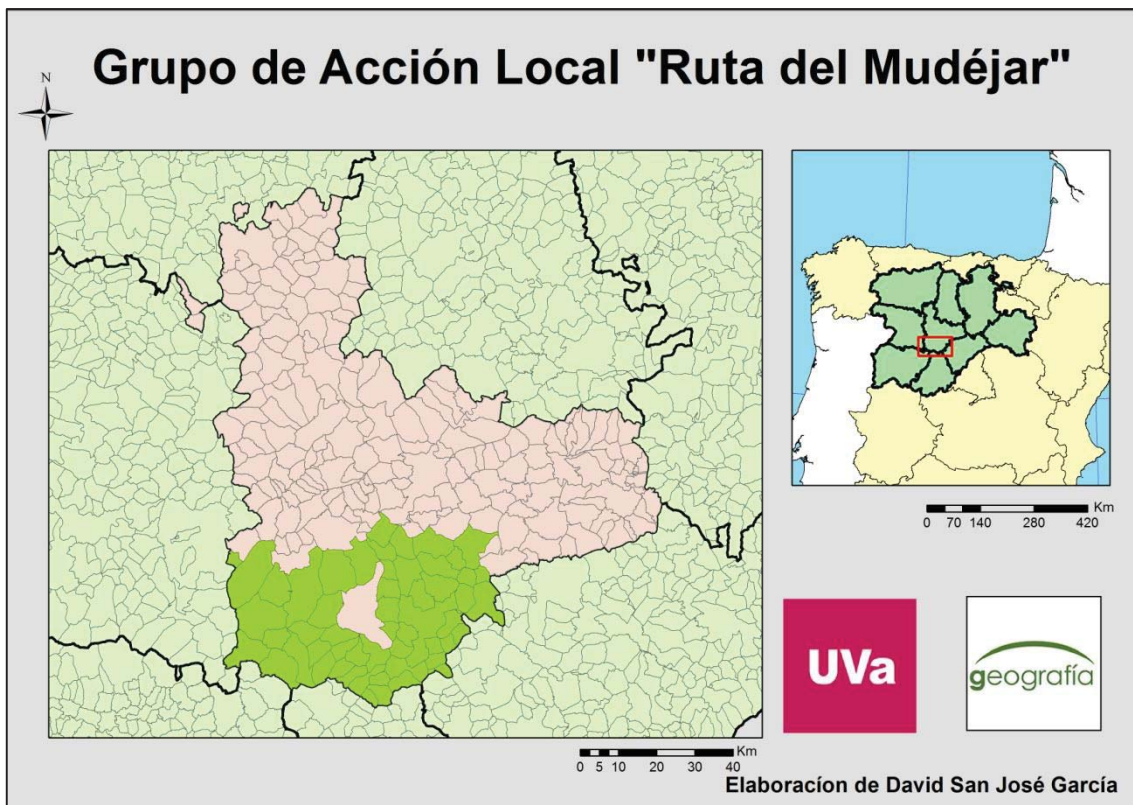 Grupo de Acción Local "Ruta del Mudéjar"
N
Km
0 70 140 280 420
UVa
geografía
Km
0 5 10 20 30 40
Elaboracíon de David San José García